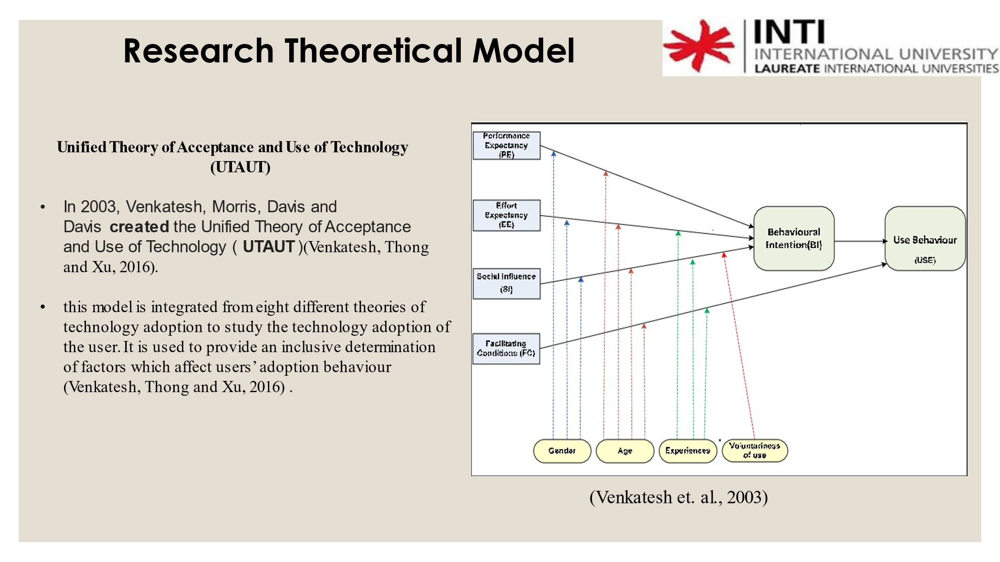 Research Theoretical Model
INTI
INTERNATIONAL UNIVERSITY
LAUREATE INTERNATIONAL UNIVERSITIES
Unified Theory of Acceptance and Use of Technology
(UTAUT)
• In 2003, Venkatesh, Morris, Davis and
Davis created the Unified Theory of Acceptance
and Use of Technology ( UTAUT )(Venkatesh, Thong
and Xu, 2016).
• this model is integrated from eight different theories of
technology adoption to study the technology adoption of
the user. It is used to provide an inclusive determination
of factors which affect users’ adoption behaviour
(Venkatesh, Thong and Xu, 2016) .
Performance
Expectancy
(PE)
Effort
Expectancy
(EE)
Social Influence
(SI)
Facilitating
Conditions (FC)
Behavioural
Intention(BI)
Use Behaviour
(USE)
Gender
Age
Experiences
Voluntariness
of use
(Venkatesh et. al., 2003)